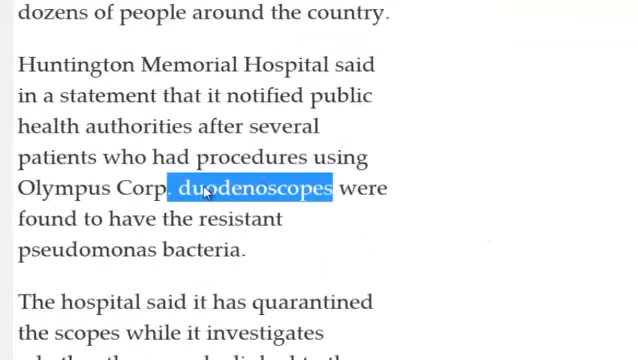 dozens of people around the country.
Huntington Memorial Hospital said
in a statement that it notified public
health authorities after several
patients who had procedures using
Olympus Corp. duodenoscopes were
found to have the resistant
pseudomonas bacteria.
The hospital said it has quarantined
the scopes while it investigates